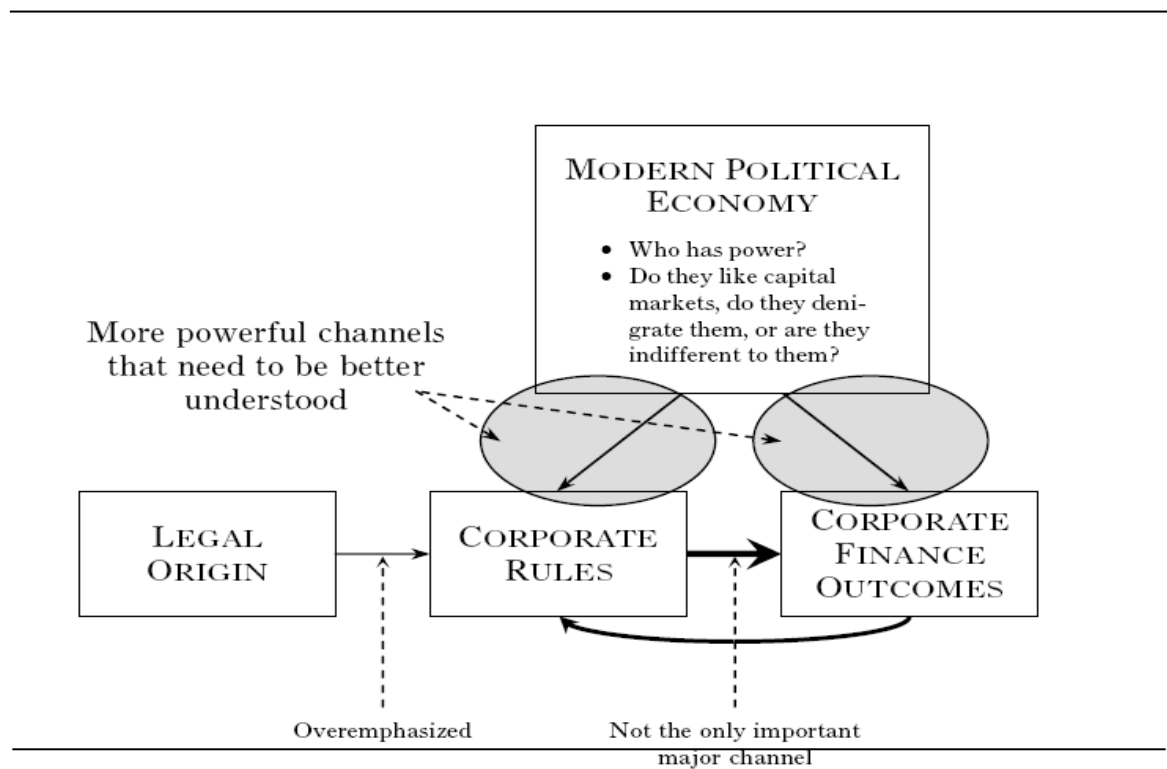 MODERN POLITICAL
ECONOMY
• Who has power?
• Do they like capital
markets, do they deni-
grate them, or are they
indifferent to them?
More powerful channels
that need to be better
understood
LEGAL
ORIGIN
CORPORATE
RULES
CORPORATE
FINANCE
OUTCOMES
Overemphasized
Not the only important
major channel